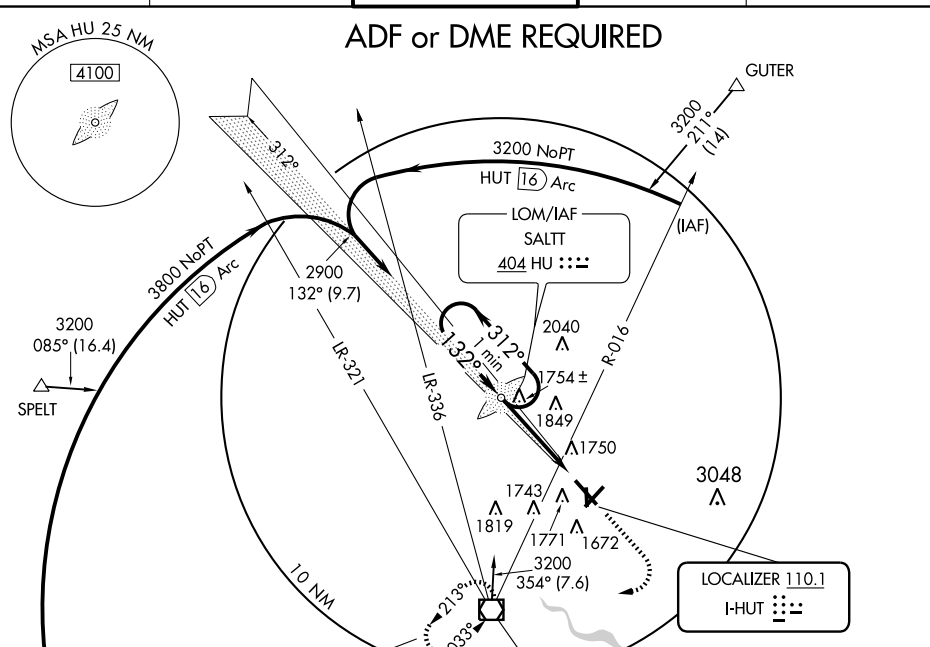 ADF or DME REQUIRED
MSA HU 25 NM
4100
GUTER
3200
211°
(14)
3200 NoPT
HUT 16 Arc
(IAF)
312°
LOM/IAF
SALTT
404 HU
3800 NoPT
HUT 16 Arc
2900
132° (9.7)
3200
085° (16.4)
SPELT
LR-321
LR-336
R-016
312°
1 min
132°
2040
1754 ±
1849
1750
3048
1743
1819
1771
1672
3200
354° (7.6)
10 NM
213°
033°
LOCALIZER 110.1
I-HUT